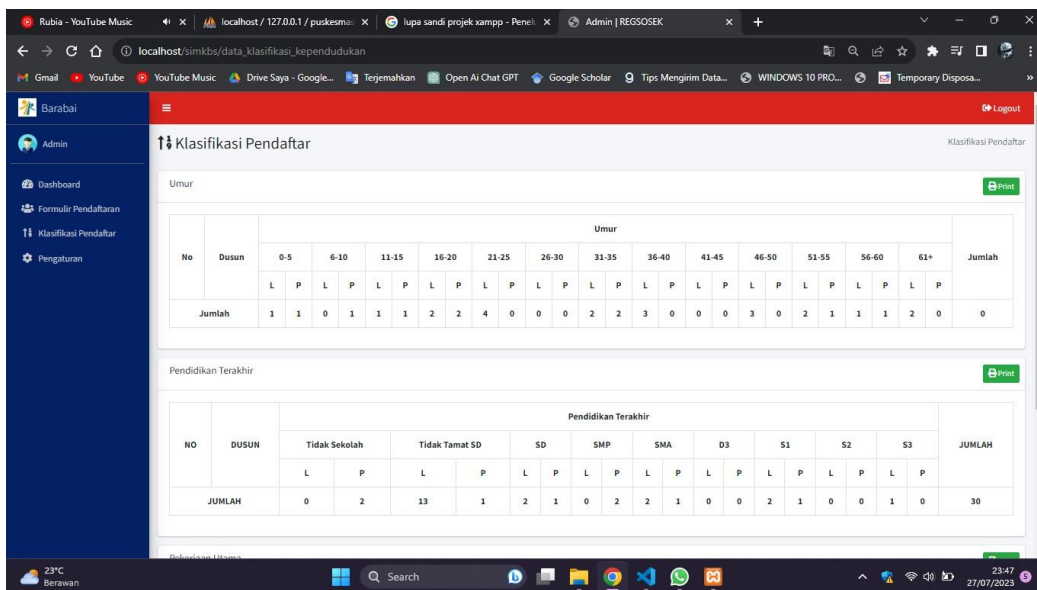 Rubia - YouTube Music
localhost / 127.0.0.1 / puskesmas
lupa sandi projek xampp - Penel
Admin | REGSOSEK
localhost/simkbs/data_klasifikasi_kependudukan
Gmail YouTube YouTube Music Drive Saya - Google... Terjemahkan Open Ai Chat GPT Google Scholar Tips Mengirim Data... WINDOWS 10 PRO... Temporary Disposa... »
Barabai
Logout
Admin
Klasifikasi Pendaftar
Klasifikasi Pendaftar
Dashboard
Formulir Pendaftaran
Klasifikasi Pendaftar
Pengaturan
Umur
Print
Umur
No Dusun 0-5 6-10 11-15 16-20 21-25 26-30 31-35 36-40 41-45 46-50 51-55 56-60 61+ Jumlah
L P L P L P L P L P L P L P L P L P L P L P L P L P
Jumlah 1 1 0 1 1 1 2 2 4 0 0 0 2 2 3 0 0 0 3 0 2 1 1 1 2 0 0
Pendidikan Terakhir
Print
Pendidikan Terakhir
NO DUSUN Tidak Sekolah Tidak Tamat SD SD SMP SMA D3 S1 S2 S3 JUMLAH
L P L P L P L P L P L P L P L P L P
JUMLAH 0 2 13 1 2 1 0 2 2 1 0 0 2 1 0 0 1 0 30
Pekerjaan Utama
23°C
Berawan
Search
23:47
27/07/2023
5